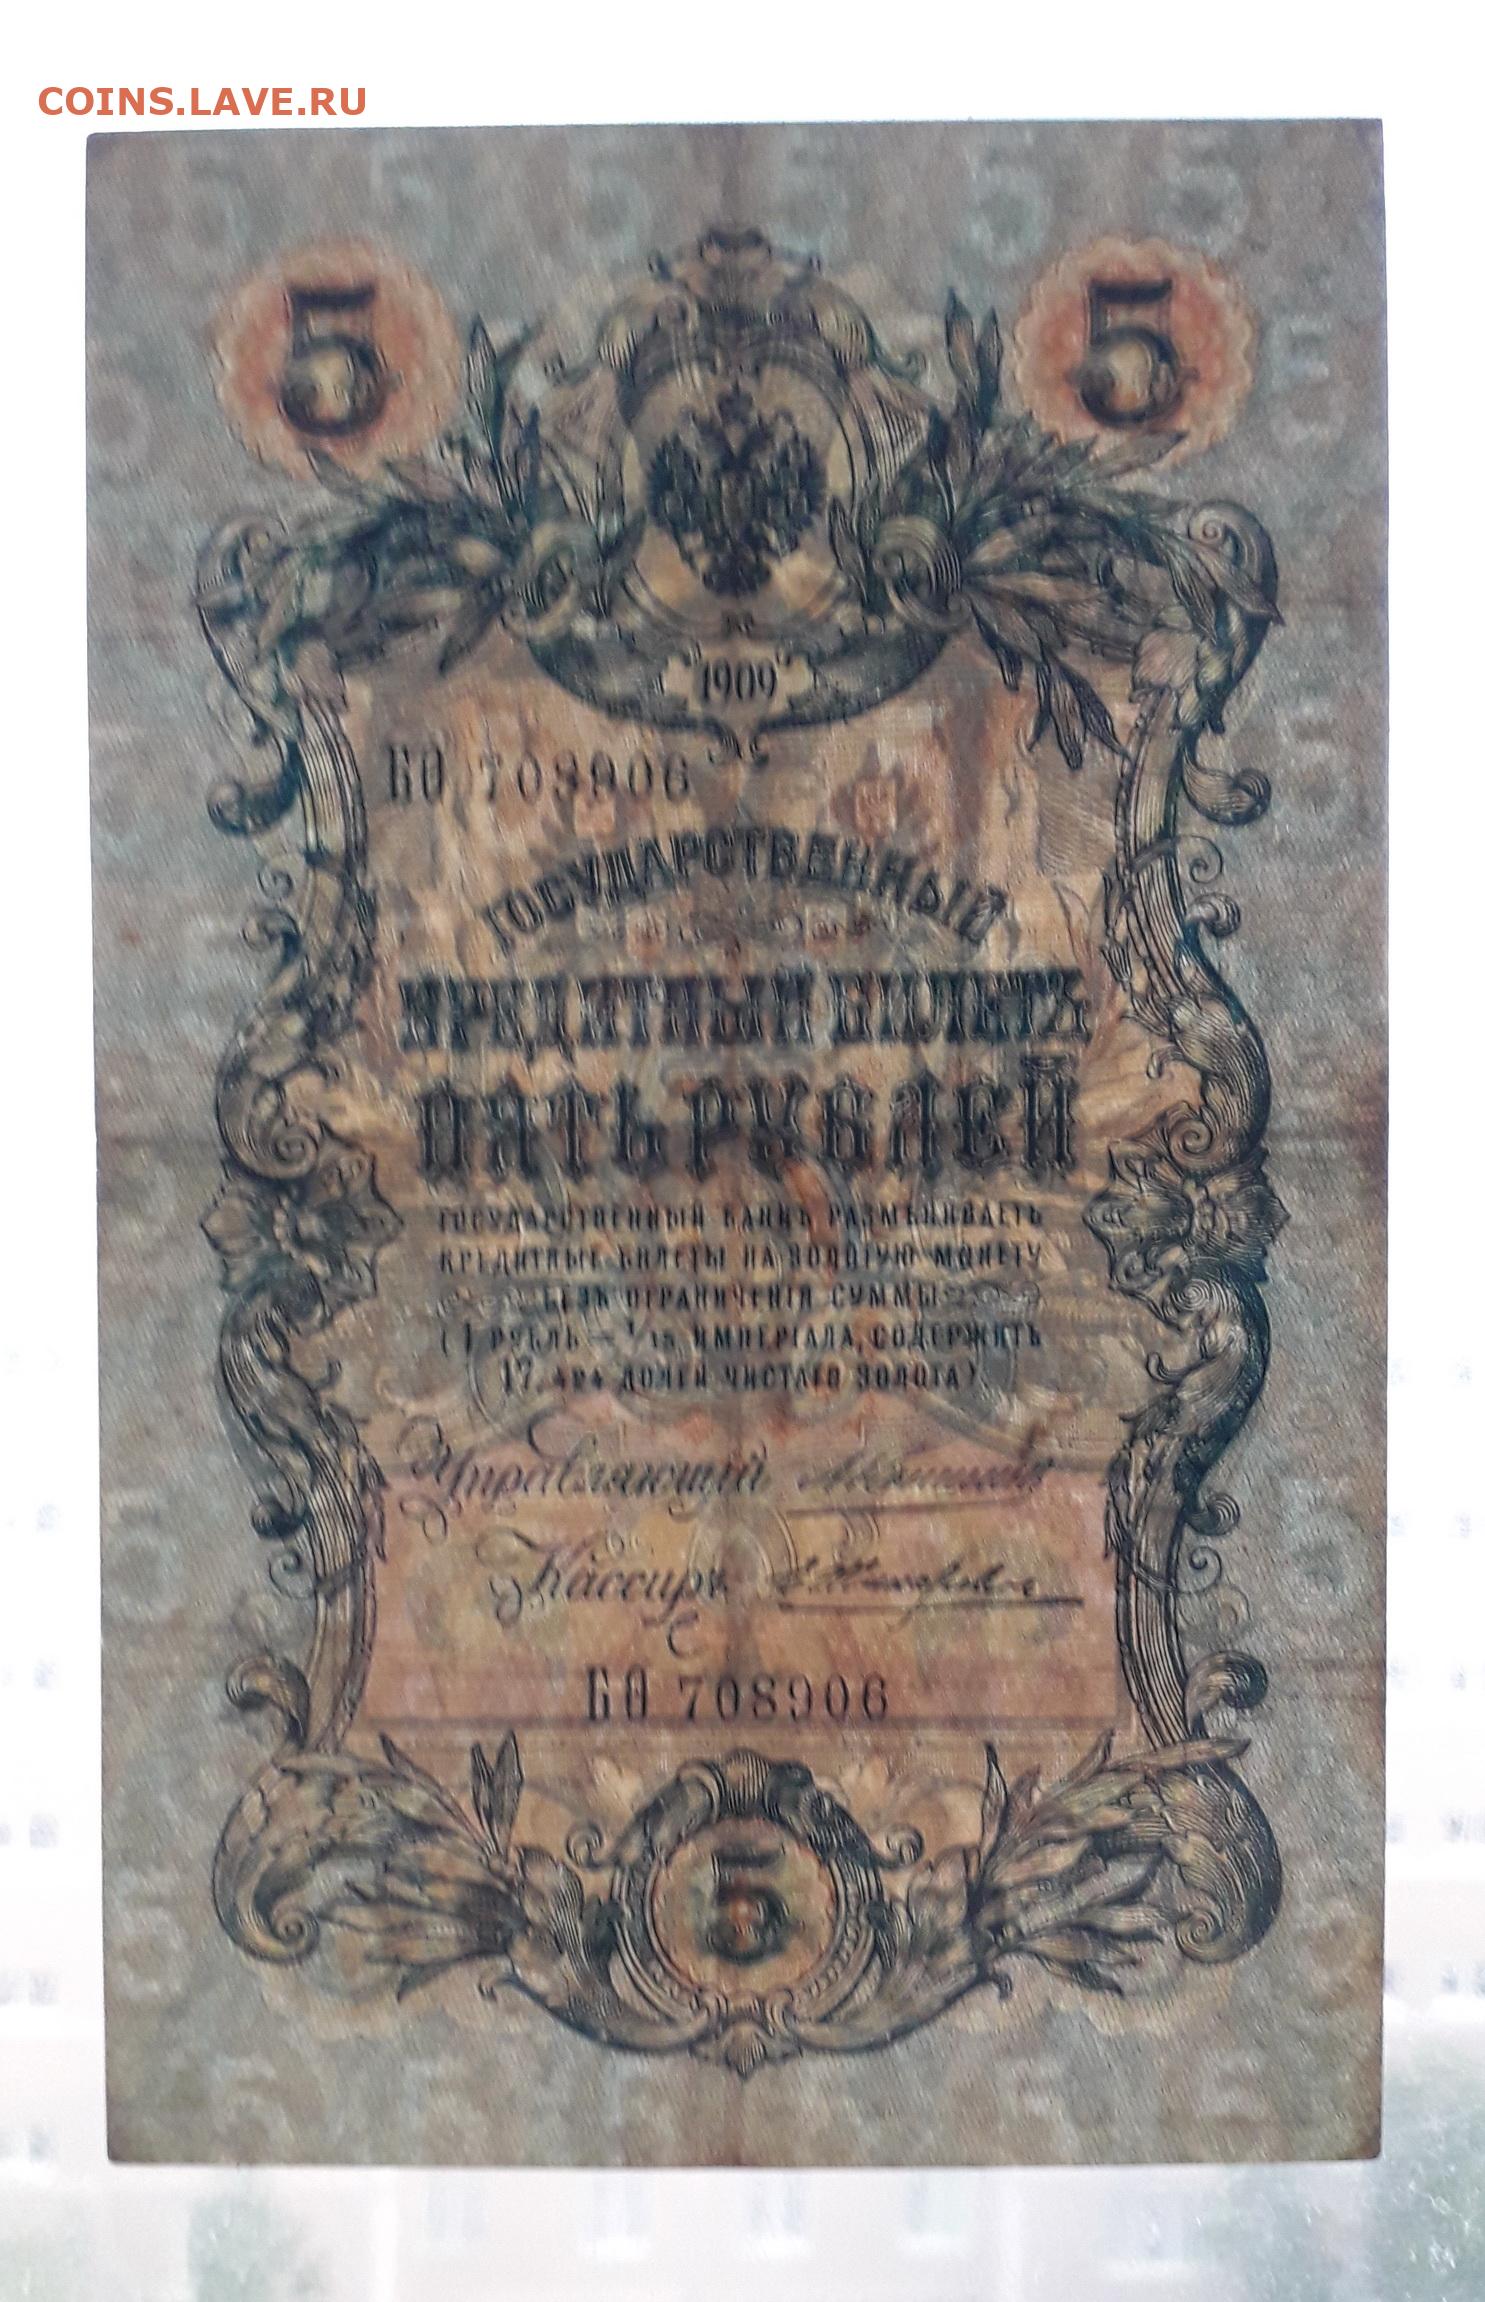 COINS.LAVE.RU
5 5
1909
БѲ 708906
ГОСУДАРСТВЕННЫЙ
КРЕДИТНЫЙ БИЛЕТЪ
ПЯТЬ РУБЛЕЙ
ГОСУДАРСТВЕННЫЙ БАНКЪ РАЗМѢНИВАЕТЪ
КРЕДИТНЫЕ БИЛЕТЫ НА ЗОЛОТУЮ МОНЕТУ
БЕЗЪ ОГРАНИЧЕНІЯ СУММЫ
(1 РУБЛЬ = 1/15 ИМПЕРІАЛА, СОДЕРЖИТЪ
17,424 ДОЛЕЙ ЧИСТАГО ЗОЛОТА).
Управляющій
Кассиръ
БѲ 708906
5